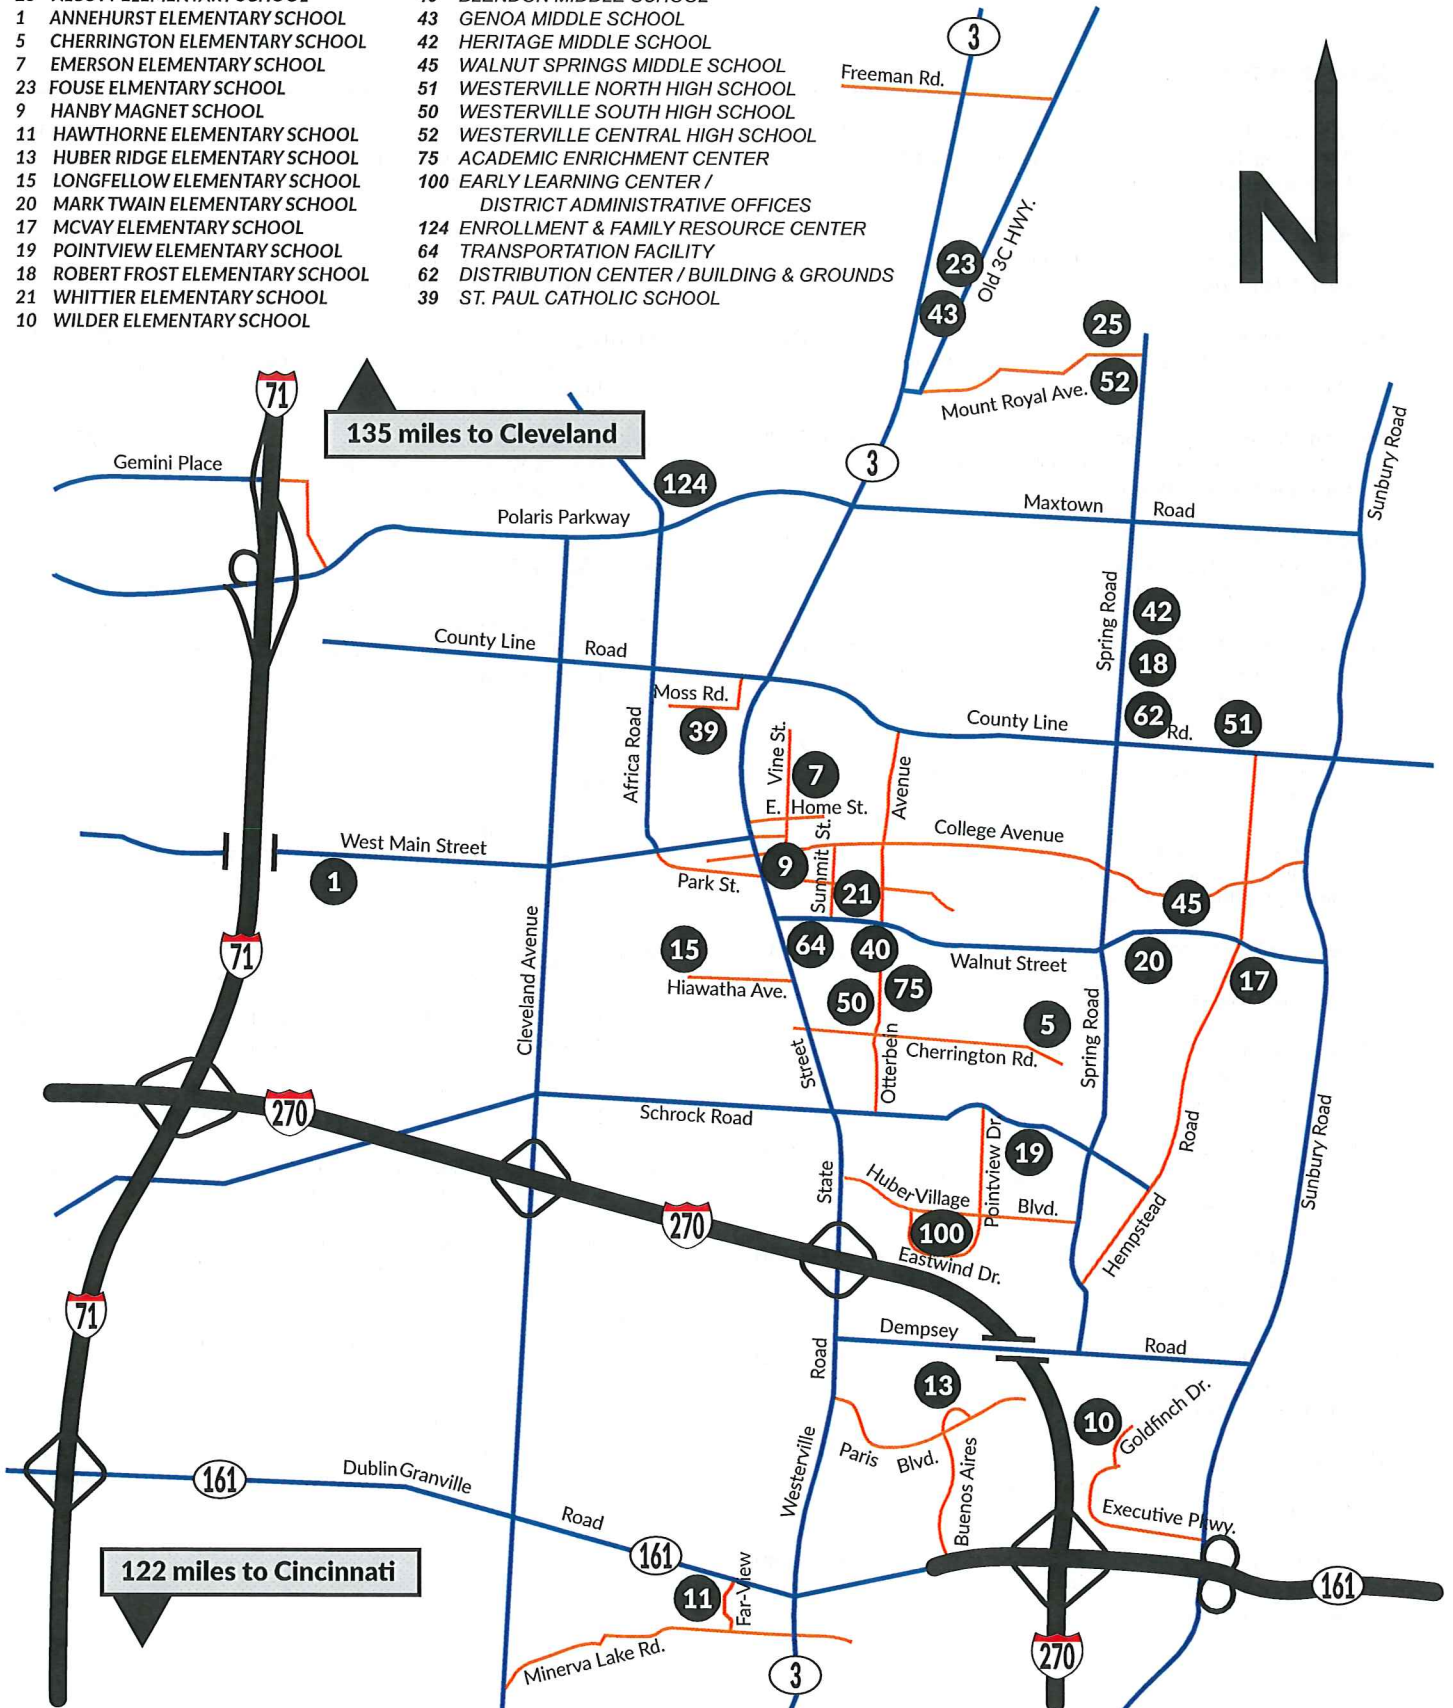 1 ANNEHURST ELEMENTARY SCHOOL
5 CHERRINGTON ELEMENTARY SCHOOL
7 EMERSON ELEMENTARY SCHOOL
23 FOUSE ELMENTARY SCHOOL
9 HANBY MAGNET SCHOOL
11 HAWTHORNE ELEMENTARY SCHOOL
13 HUBER RIDGE ELEMENTARY SCHOOL
15 LONGFELLOW ELEMENTARY SCHOOL
20 MARK TWAIN ELEMENTARY SCHOOL
17 MCVAY ELEMENTARY SCHOOL
19 POINTVIEW ELEMENTARY SCHOOL
18 ROBERT FROST ELEMENTARY SCHOOL
21 WHITTIER ELEMENTARY SCHOOL
10 WILDER ELEMENTARY SCHOOL
43 GENOA MIDDLE SCHOOL
42 HERITAGE MIDDLE SCHOOL
45 WALNUT SPRINGS MIDDLE SCHOOL
51 WESTERVILLE NORTH HIGH SCHOOL
50 WESTERVILLE SOUTH HIGH SCHOOL
52 WESTERVILLE CENTRAL HIGH SCHOOL
75 ACADEMIC ENRICHMENT CENTER
100 EARLY LEARNING CENTER /
DISTRICT ADMINISTRATIVE OFFICES
124 ENROLLMENT & FAMILY RESOURCE CENTER
64 TRANSPORTATION FACILITY
62 DISTRIBUTION CENTER / BUILDING & GROUNDS
39 ST. PAUL CATHOLIC SCHOOL
3
Freeman Rd.
N
Old 3C HWY.
23
43
25
52
Mount Royal Ave.
71
135 miles to Cleveland
Gemini Place
124
3
Polaris Parkway
Maxtown Road
Sunbury Road
Spring Road
42
18
62
51
County Line Road
Moss Rd.
39
County Line Rd.
Africa Road
Vine St.
7
E. Home St.
Avenue
College Avenue
West Main Street
1
9
Summit St.
21
Park St.
45
71
Cleveland Avenue
15
Hiawatha Ave.
64
40
Walnut Street
20
17
50
75
5
Spring Road
Street
Otterbein
Cherrington Rd.
270
Schrock Road
Pointview Dr.
19
Road
Sunbury Road
State
Huber Village Blvd.
100
Eastwind Dr.
Hempstead
270
71
Dempsey Road
Road
13
10
Goldfinch Dr.
Paris Blvd.
Buenos Aires
Westerville
Executive Pkwy.
161
Dublin Granville
Road
161
122 miles to Cincinnati
11
Far-View
Minerva Lake Rd.
3
270
161